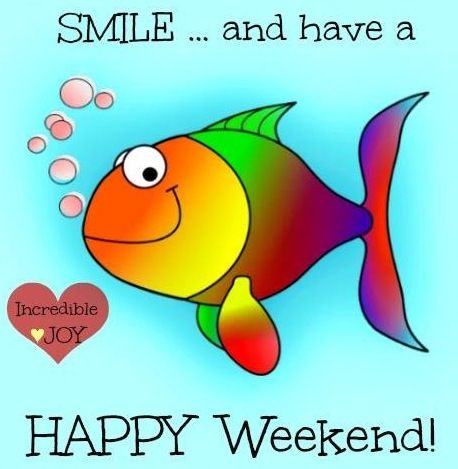 SMILE ... and have a
Incredible
JOY
HAPPY Weekend!